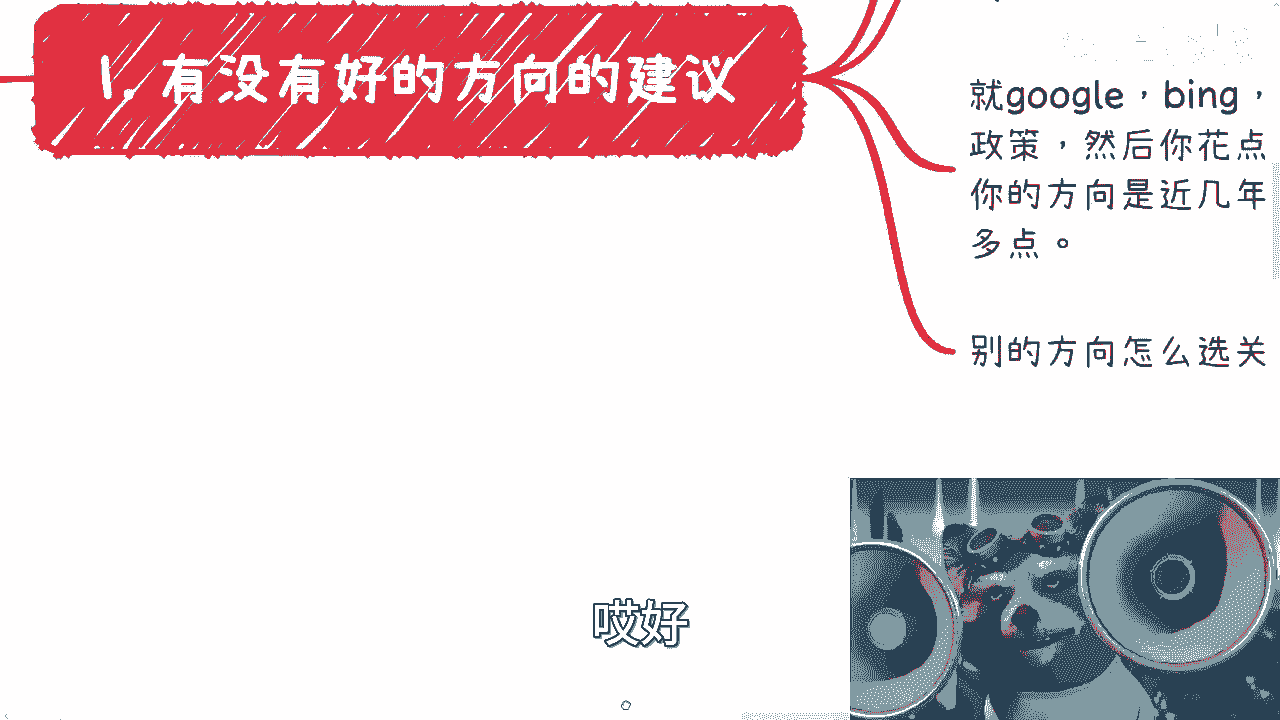 1. 有没有好的方向的建议
就google，bing，
政策，然后你花点
你的方向是近几年
多点。
别的方向怎么选关
哎好